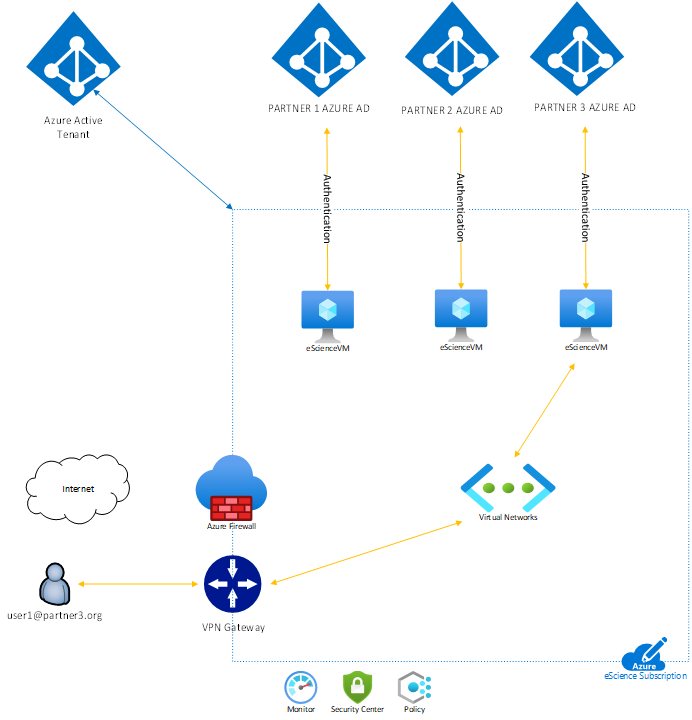 Azure Active
Tenant
PARTNER 1 AZURE AD
PARTNER 2 AZURE AD
PARTNER 3 AZURE AD
Authentication
Authentication
Authentication
eScienceVM
eScienceVM
eScienceVM
Internet
Azure Firewall
Virtual Networks
user1@partner3.org
VPN Gateway
Azure
eScience Subscription
Monitor
Security Center
Policy